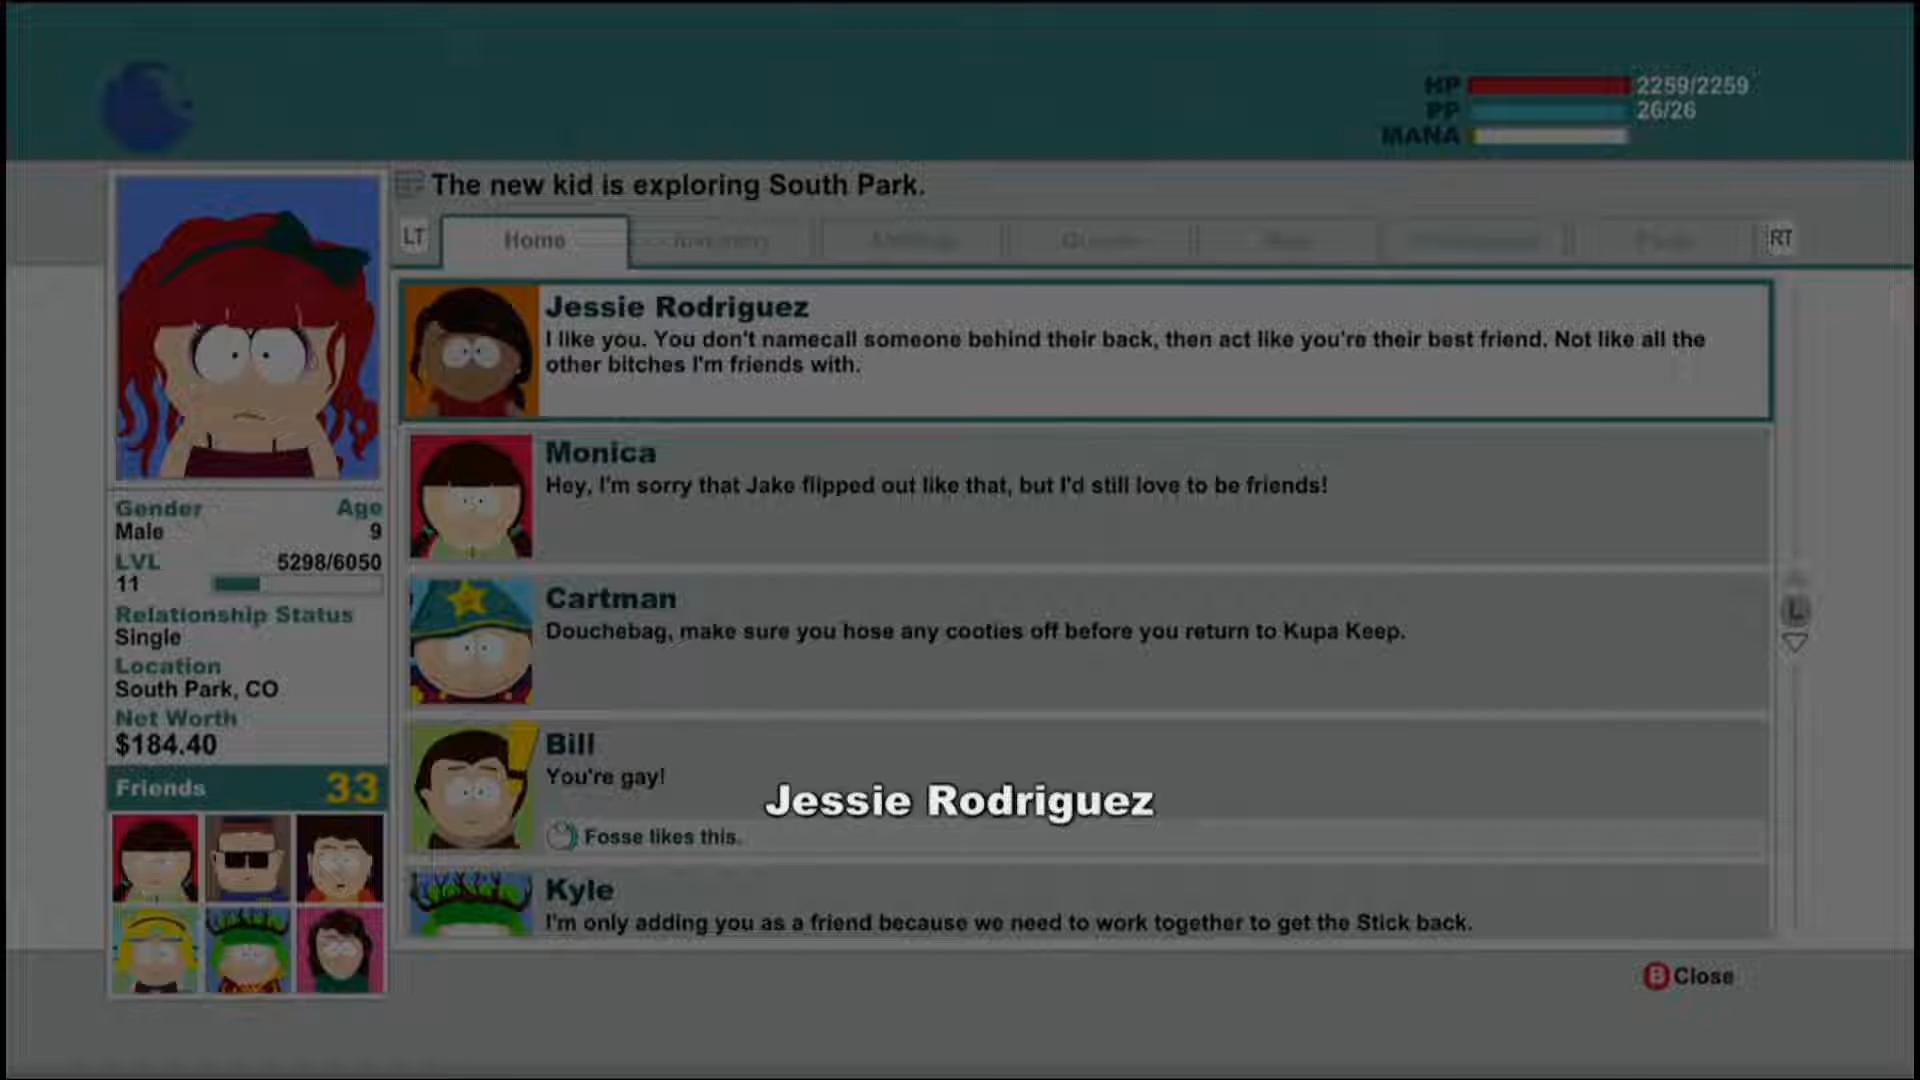 HP 2259/2259
PP 26/26
MANA
The new kid is exploring South Park.
LT Home RT
Jessie Rodriguez
I like you. You don't namecall someone behind their back, then act like you're their best friend. Not like all the
other bitches I'm friends with.
Monica
Hey, I'm sorry that Jake flipped out like that, but I'd still love to be friends!
Gender Age
Male 9
LVL 5298/6050
11
Relationship Status
Single
Location
South Park, CO
Net Worth
$184.40
Friends 33
Cartman
Douchebag, make sure you hose any cooties off before you return to Kupa Keep.
L
Bill
You're gay!
Jessie Rodriguez
Fosse likes this.
Kyle
I'm only adding you as a friend because we need to work together to get the Stick back.
B Close